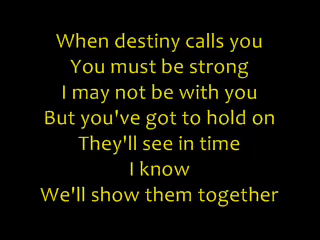 When destiny calls you
You must be strong
I may not be with you
But you've got to hold on
They'll see in time
I know
We'll show them together